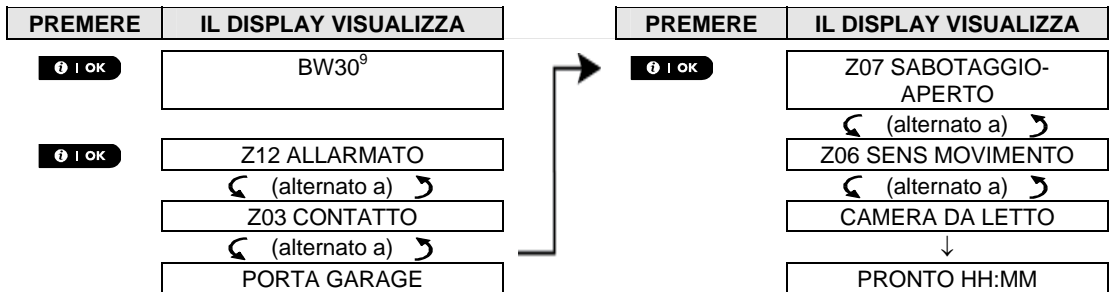 PREMERE
IL DISPLAY VISUALIZZA
i | OK
BW30⁹
i | OK
Z12 ALLARMATO
(alternato a)
Z03 CONTATTO
(alternato a)
PORTA GARAGE
PREMERE
IL DISPLAY VISUALIZZA
i | OK
Z07 SABOTAGGIO-
APERTO
(alternato a)
Z06 SENS MOVIMENTO
(alternato a)
CAMERA DA LETTO
PRONTO HH:MM